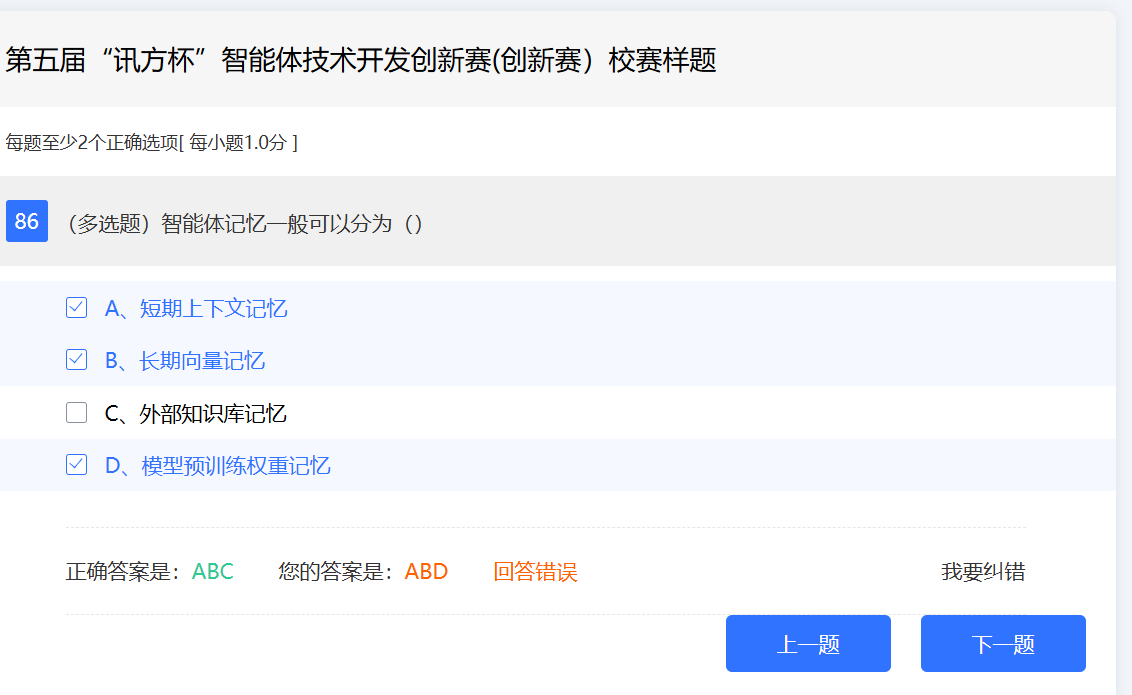 第五届“讯方杯”智能体技术开发创新赛(创新赛）校赛样题
每题至少2个正确选项[ 每小题1.0分 ]
86 （多选题）智能体记忆一般可以分为（）
A、短期上下文记忆
B、长期向量记忆
C、外部知识库记忆
D、模型预训练权重记忆
正确答案是：ABC 您的答案是：ABD 回答错误 我要纠错
上一题 下一题